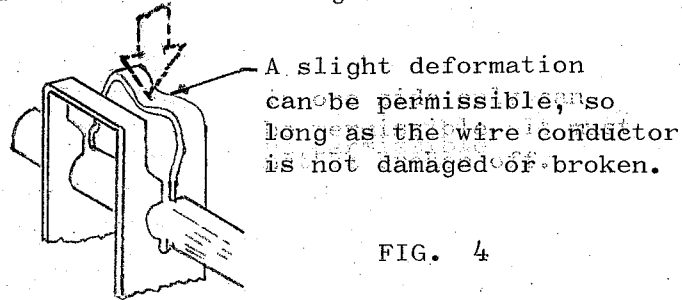 A slight deformation
can be permissible, so
long as the wire conductor
is not damaged or broken.
FIG. 4